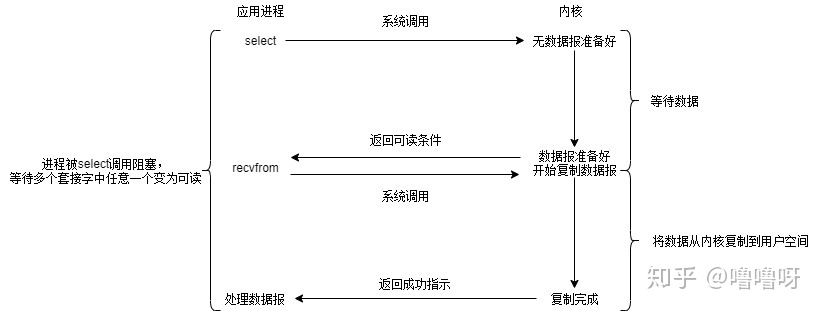 应用进程
内核
系统调用
select
无数据报准备好
等待数据
返回可读条件
进程被select调用阻塞，
等待多个套接字中任意一个变为可读
recvfrom
数据报准备好
开始复制数据报
系统调用
将数据从内核复制到用户空间
返回成功指示
处理数据报
复制完成
知乎 @噜噜呀